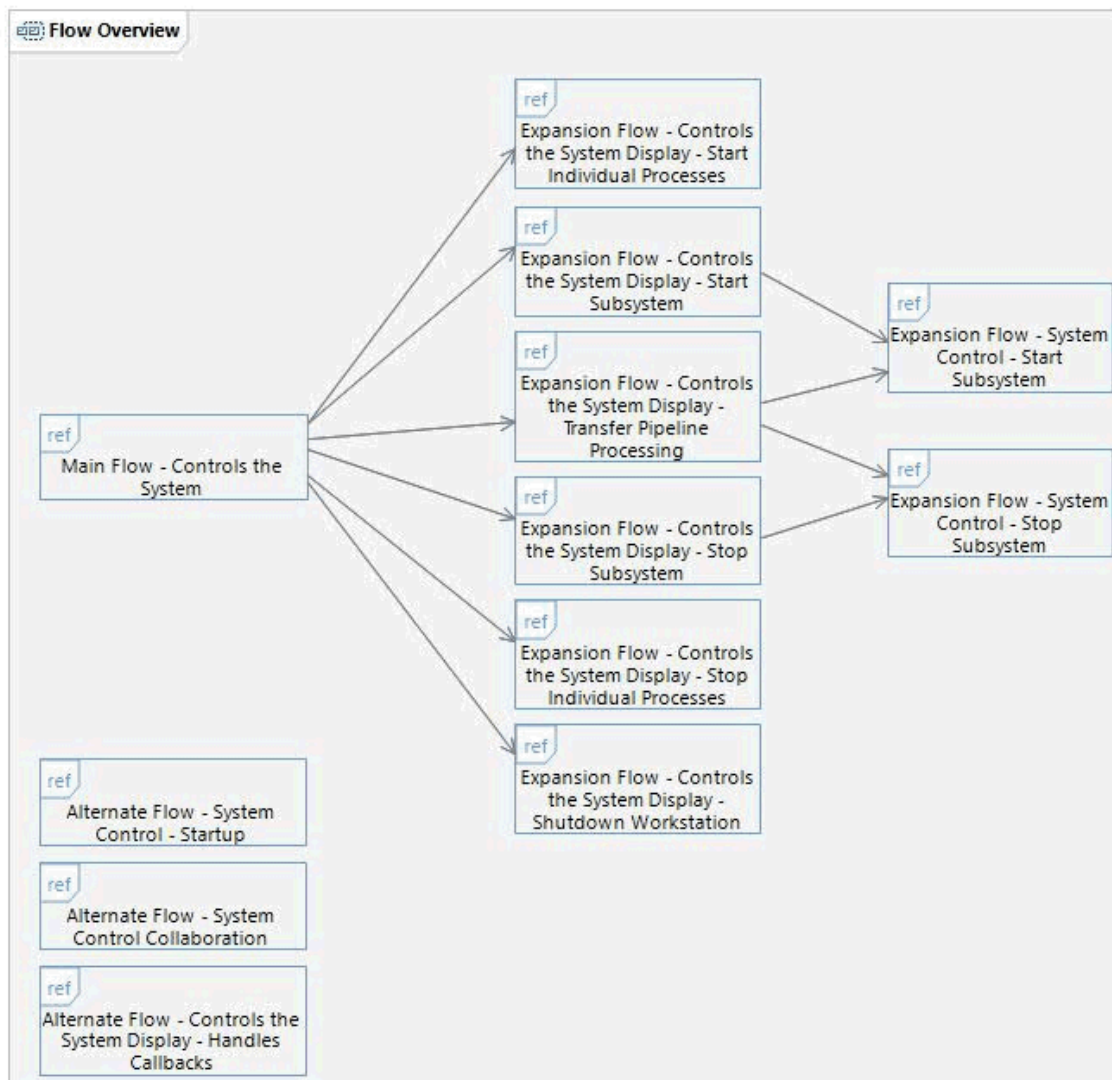 Flow Overview
ref
Expansion Flow - Controls
the System Display - Start
Individual Processes
ref
Expansion Flow - Controls
the System Display - Start
Subsystem
ref
Expansion Flow - System
Control - Start
Subsystem
ref
Expansion Flow - Controls
the System Display -
Transfer Pipeline
Processing
ref
Main Flow - Controls the
System
ref
Expansion Flow - System
Control - Stop
Subsystem
ref
Expansion Flow - Controls
the System Display - Stop
Subsystem
ref
Expansion Flow - Controls
the System Display - Stop
Individual Processes
ref
Expansion Flow - Controls
the System Display -
Shutdown Workstation
ref
Alternate Flow - System
Control - Startup
ref
Alternate Flow - System
Control Collaboration
ref
Alternate Flow - Controls the
System Display - Handles
Callbacks